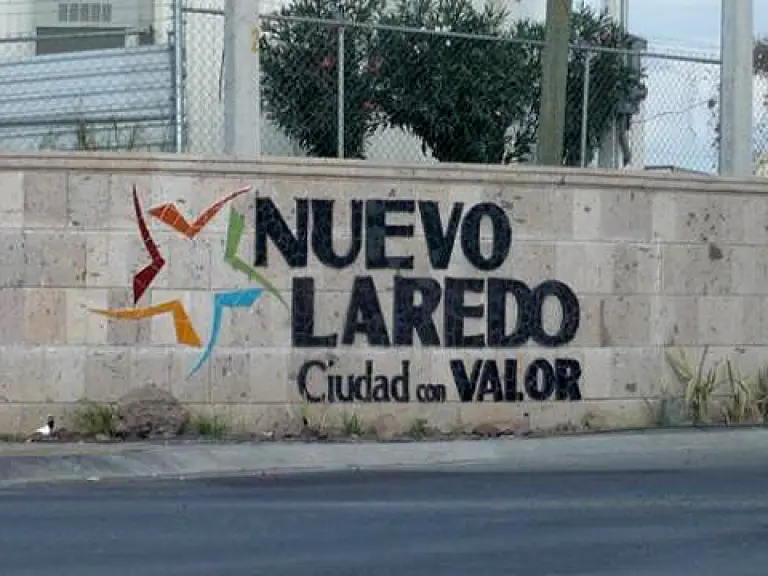 NUEVO
LAREDO
Ciudad con VALOR